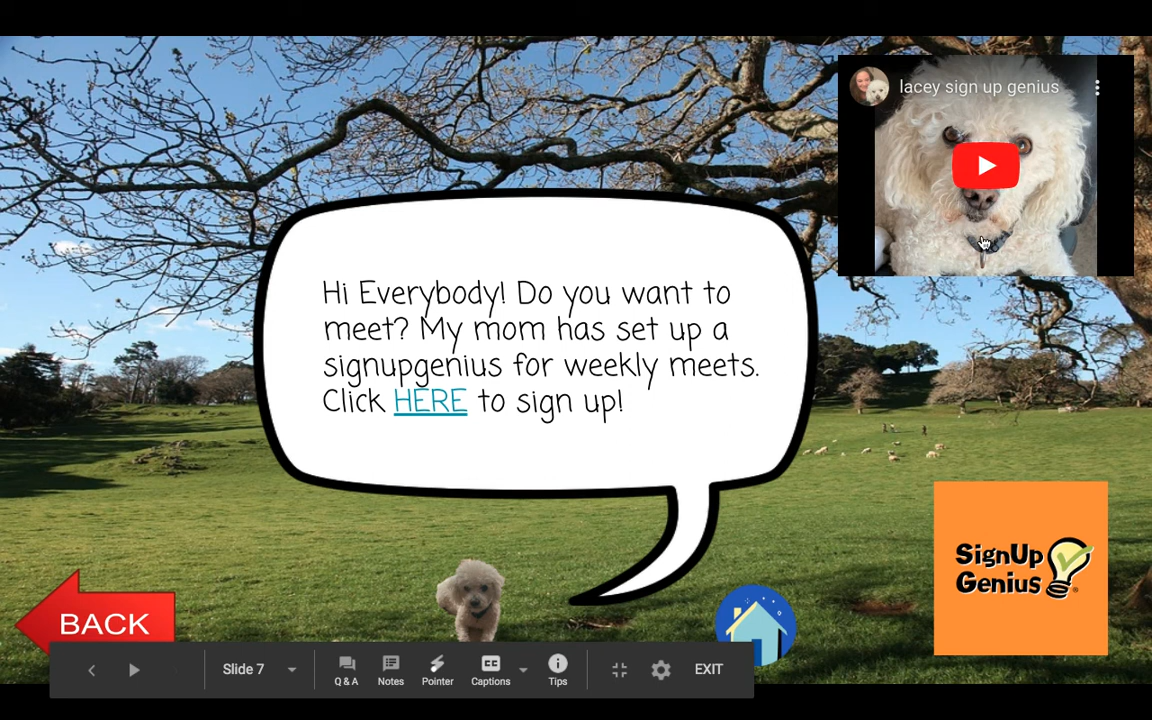 lacey sign up genius
Hi Everybody! Do you want to
meet? My mom has set up a
signupgenius for weekly meets.
Click HERE to sign up!
SignUp
Genius
BACK
Slide 7
Q & A
Notes
Pointer
CC
Captions
Tips
EXIT